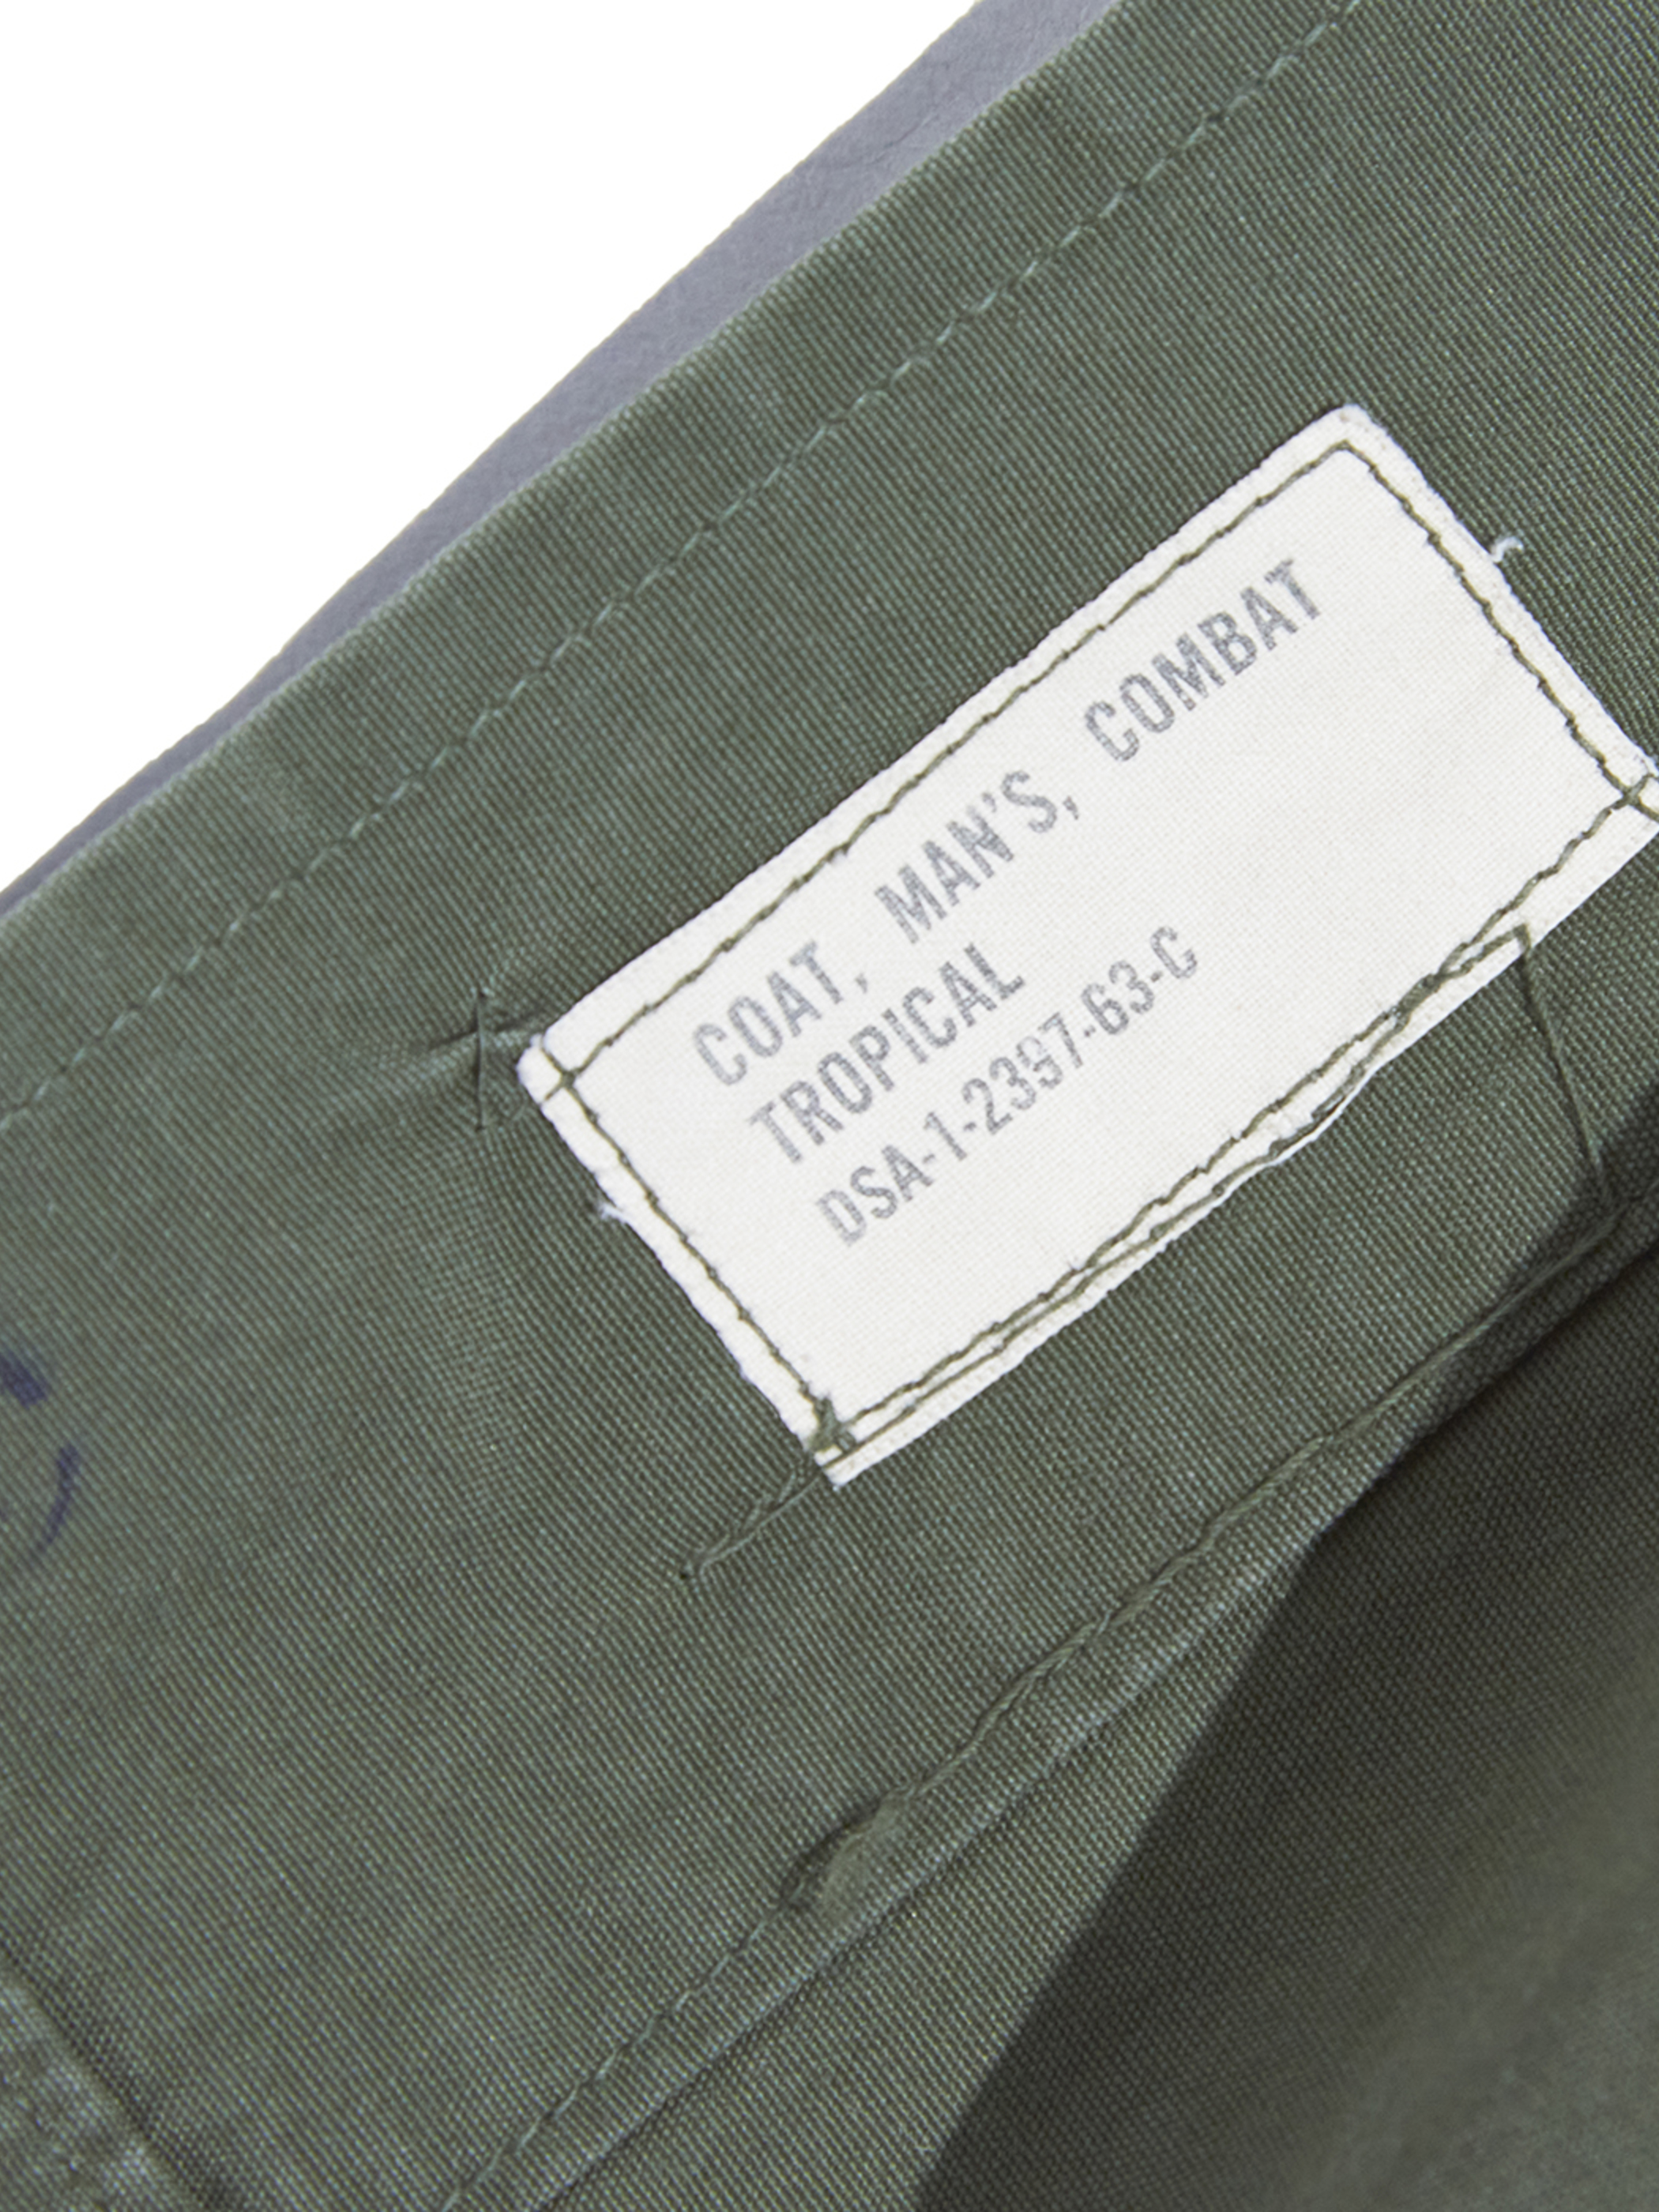 COAT, MAN'S, COMBAT
TROPICAL
DSA-1-2397-63-C